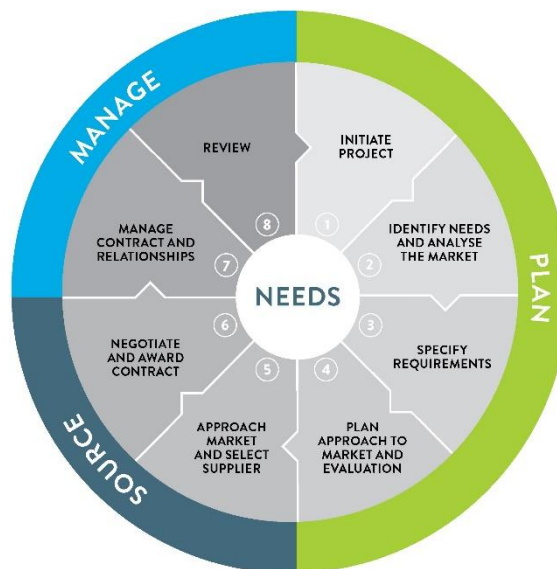 MANAGE
PLAN
SOURCE
NEEDS
INITIATE
PROJECT
1
IDENTIFY NEEDS
AND ANALYSE
THE MARKET
2
SPECIFY
REQUIREMENTS
3
PLAN
APPROACH TO
MARKET AND
EVALUATION
4
APPROACH
MARKET
AND SELECT
SUPPLIER
5
NEGOTIATE
AND AWARD
CONTRACT
6
MANAGE
CONTRACT AND
RELATIONSHIPS
7
REVIEW
8